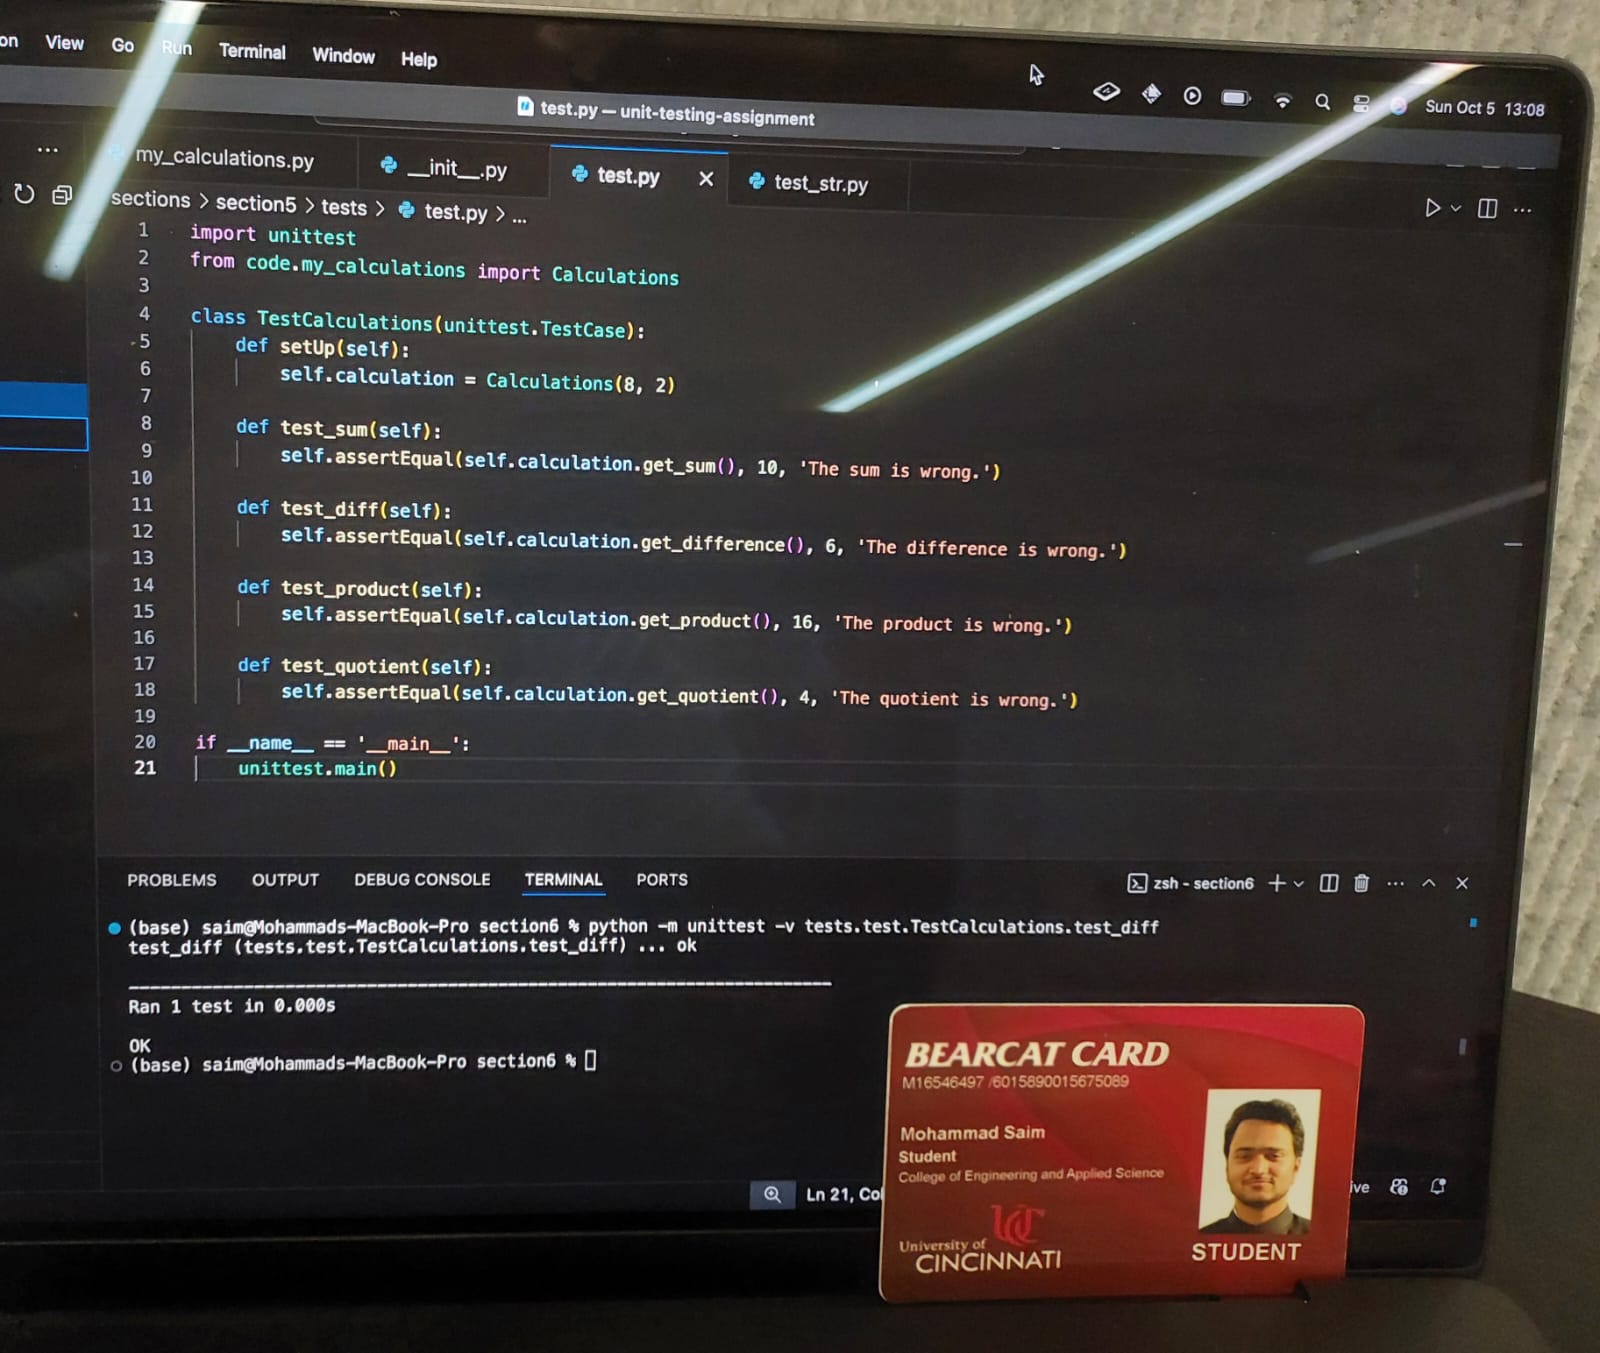 on View Go Run Terminal Window Help
Sun Oct 5 13:08
test.py — unit-testing-assignment
my_calculations.py
__init__.py
test.py
test_str.py
sections > section5 > tests > test.py > ...
1 import unittest
2 from code.my_calculations import Calculations
3
4 class TestCalculations(unittest.TestCase):
5 def setUp(self):
6 self.calculation = Calculations(8, 2)
7
8 def test_sum(self):
9 self.assertEqual(self.calculation.get_sum(), 10, 'The sum is wrong.')
10
11 def test_diff(self):
12 self.assertEqual(self.calculation.get_difference(), 6, 'The difference is wrong.')
13
14 def test_product(self):
15 self.assertEqual(self.calculation.get_product(), 16, 'The product is wrong.')
16
17 def test_quotient(self):
18 self.assertEqual(self.calculation.get_quotient(), 4, 'The quotient is wrong.')
19
20 if __name__ == '__main__':
21 unittest.main()
PROBLEMS OUTPUT DEBUG CONSOLE TERMINAL PORTS
zsh - section6
(base) saim@Mohammads-MacBook-Pro section6 % python -m unittest -v tests.test.TestCalculations.test_diff
test_diff (tests.test.TestCalculations.test_diff) ... ok
Ran 1 test in 0.000s
OK
(base) saim@Mohammads-MacBook-Pro section6 %
Ln 21, Col
ive
BEARCAT CARD
M16546497 /6015890015675089
Mohammad Saim
Student
College of Engineering and Applied Science
UC
University of
CINCINNATI
STUDENT